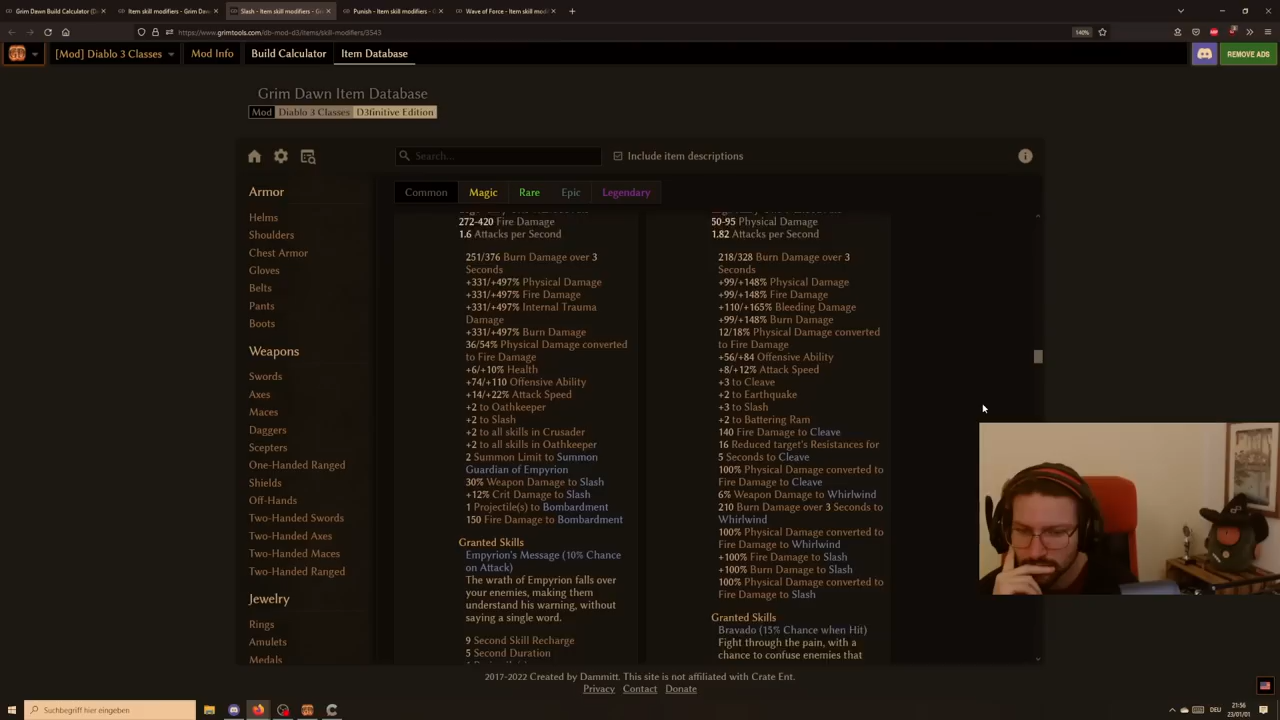 Grim Dawn Build Calculator (D
Item skill modifiers - Grim Daw
Slash - Item skill modifiers - Gr
Punish - Item skill modifiers - G
Wave of Force - Item skill mod
https://www.grimtools.com/db-mod-d3/items/skill-modifiers/3543
140%
[Mod] Diablo 3 Classes
Mod Info
Build Calculator
Item Database
REMOVE ADS
Grim Dawn Item Database
Mod Diablo 3 Classes D3finitive Edition
Search...
Include item descriptions
Armor
Helms
Shoulders
Chest Armor
Gloves
Belts
Pants
Boots
Weapons
Swords
Axes
Maces
Daggers
Scepters
One-Handed Ranged
Shields
Off-Hands
Two-Handed Swords
Two-Handed Axes
Two-Handed Maces
Two-Handed Ranged
Jewelry
Rings
Amulets
Medals
Common
Magic
Rare
Epic
Legendary
272-420 Fire Damage
1.6 Attacks per Second
251/376 Burn Damage over 3
Seconds
+331/+497% Physical Damage
+331/+497% Fire Damage
+331/+497% Internal Trauma
Damage
+331/+497% Burn Damage
36/54% Physical Damage converted
to Fire Damage
+6/+10% Health
+74/+110 Offensive Ability
+14/+22% Attack Speed
+2 to Oathkeeper
+2 to Slash
+2 to all skills in Crusader
+2 to all skills in Oathkeeper
2 Summon Limit to Summon
Guardian of Empyrion
30% Weapon Damage to Slash
+12% Crit Damage to Slash
1 Projectile(s) to Bombardment
150 Fire Damage to Bombardment
Granted Skills
Empyrion's Message (10% Chance
on Attack)
The wrath of Empyrion falls over
your enemies, making them
understand his warning, without
saying a single word.
9 Second Skill Recharge
5 Second Duration
50-95 Physical Damage
1.82 Attacks per Second
218/328 Burn Damage over 3
Seconds
+99/+148% Physical Damage
+99/+148% Fire Damage
+110/+165% Bleeding Damage
+99/+148% Burn Damage
12/18% Physical Damage converted
to Fire Damage
+56/+84 Offensive Ability
+8/+12% Attack Speed
+3 to Cleave
+2 to Earthquake
+3 to Slash
+2 to Battering Ram
140 Fire Damage to Cleave
16 Reduced target's Resistances for
5 Seconds to Cleave
100% Physical Damage converted to
Fire Damage to Cleave
6% Weapon Damage to Whirlwind
210 Burn Damage over 3 Seconds to
Whirlwind
100% Physical Damage converted to
Fire Damage to Whirlwind
+100% Fire Damage to Slash
+100% Burn Damage to Slash
100% Physical Damage converted to
Fire Damage to Slash
Granted Skills
Bravado (15% Chance when Hit)
Fight through the pain, with a
chance to confuse enemies that
2017-2022 Created by Dammitt. This site is not affiliated with Crate Ent.
Privacy
Contact
Donate
Suchbegriff hier eingeben
DEU
21:56
23/01/01